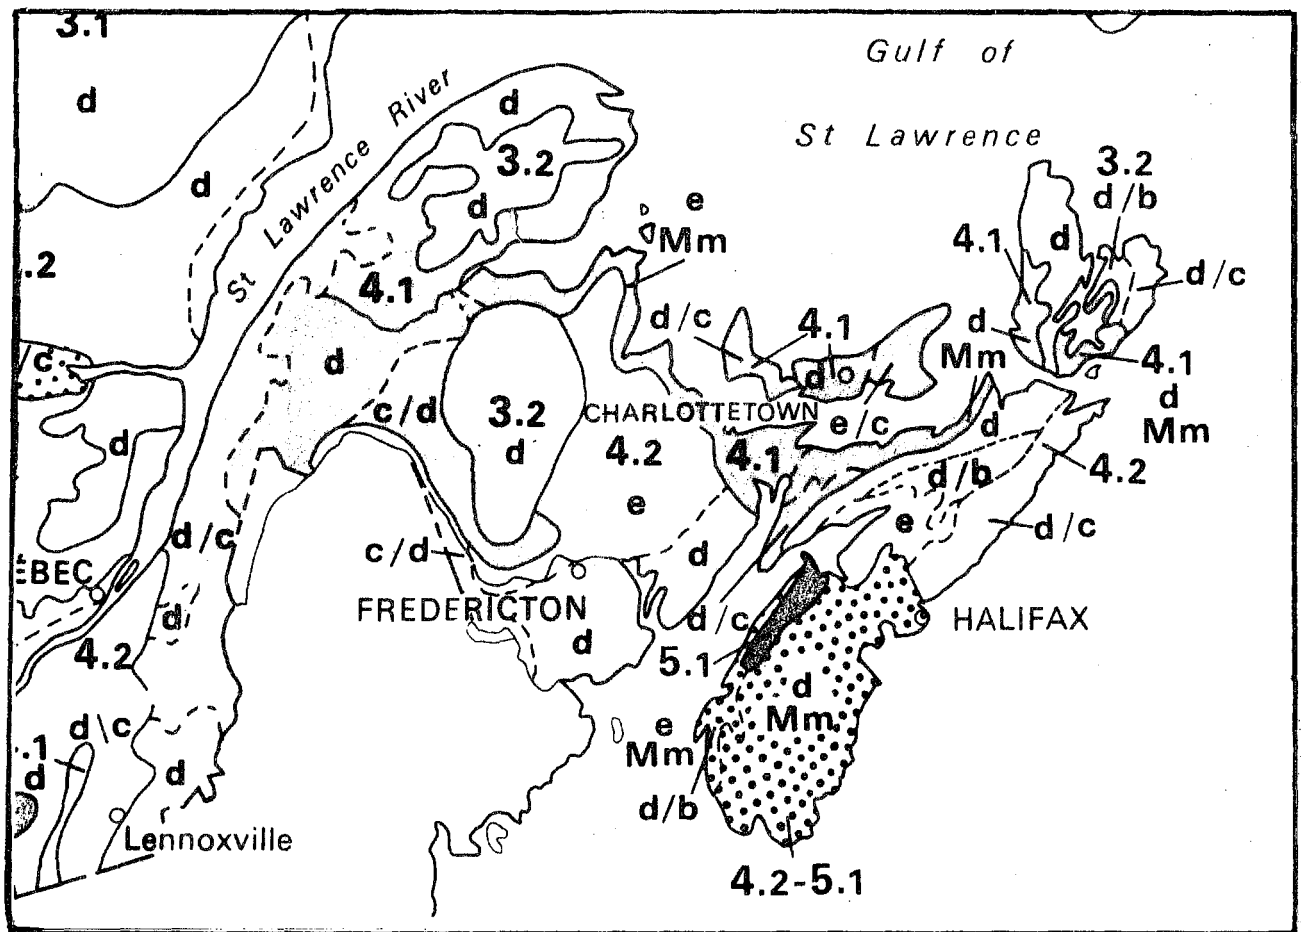 3.1
d
d
Gulf of
St Lawrence
St Lawrence River
d
3.2
d
4.1
.2
e
Mm
3.2
d/b
4.1
d
d/c
d/c
4.1
d
Mm
4.1
d
Mm
d
/c
d
d
c/d
3.2
d
CHARLOTTETOWN
4.2
e
4.1
d
e/c
d
d/b
4.2
e
d/c
d
d/c
c/d
ÉBEC
FREDERICTON
d
d
d/c
5.1
HALIFAX
4.2
d
Mm
d\c
.1
d
d
e
Mm
d/b
Lennoxville
4.2-5.1